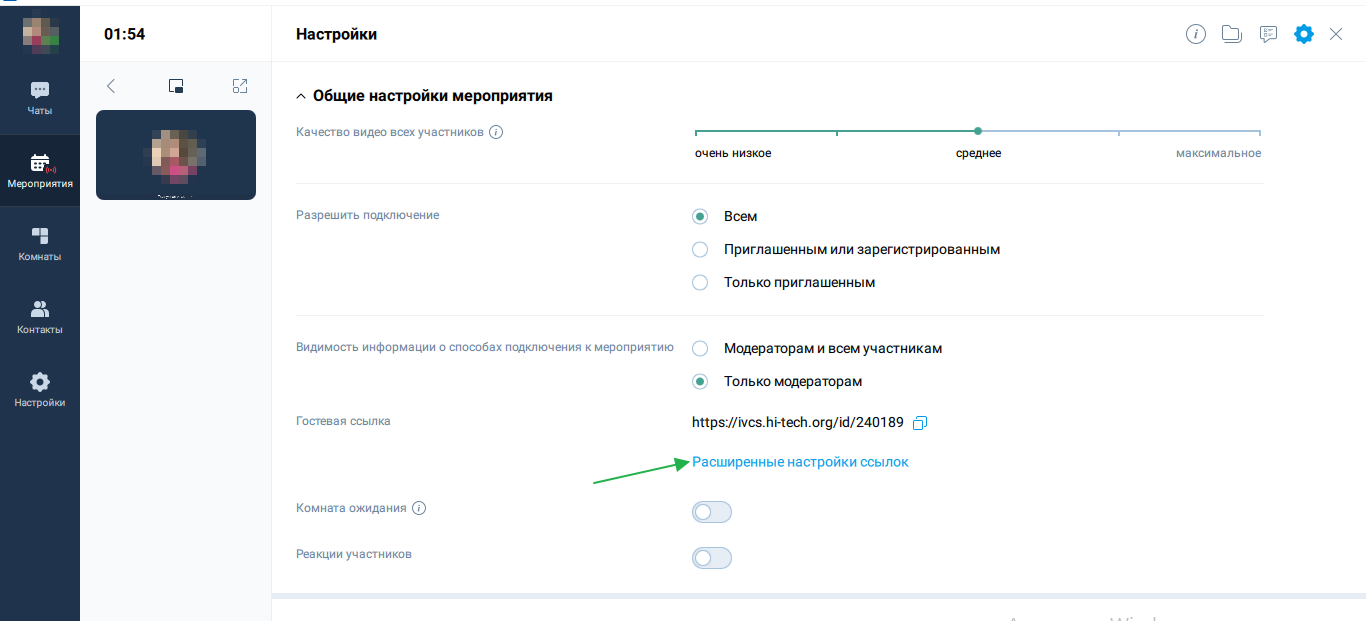 01:54
Настройки
Чаты
Мероприятия
Комнаты
Контакты
Настройки
Общие настройки мероприятия
Качество видео всех участников
очень низкое
среднее
максимальное
Разрешить подключение
Всем
Приглашенным или зарегистрированным
Только приглашенным
Видимость информации о способах подключения к мероприятию
Модераторам и всем участникам
Только модераторам
Гостевая ссылка
https://ivcs.hi-tech.org/id/240189
Расширенные настройки ссылок
Комната ожидания
Реакции участников